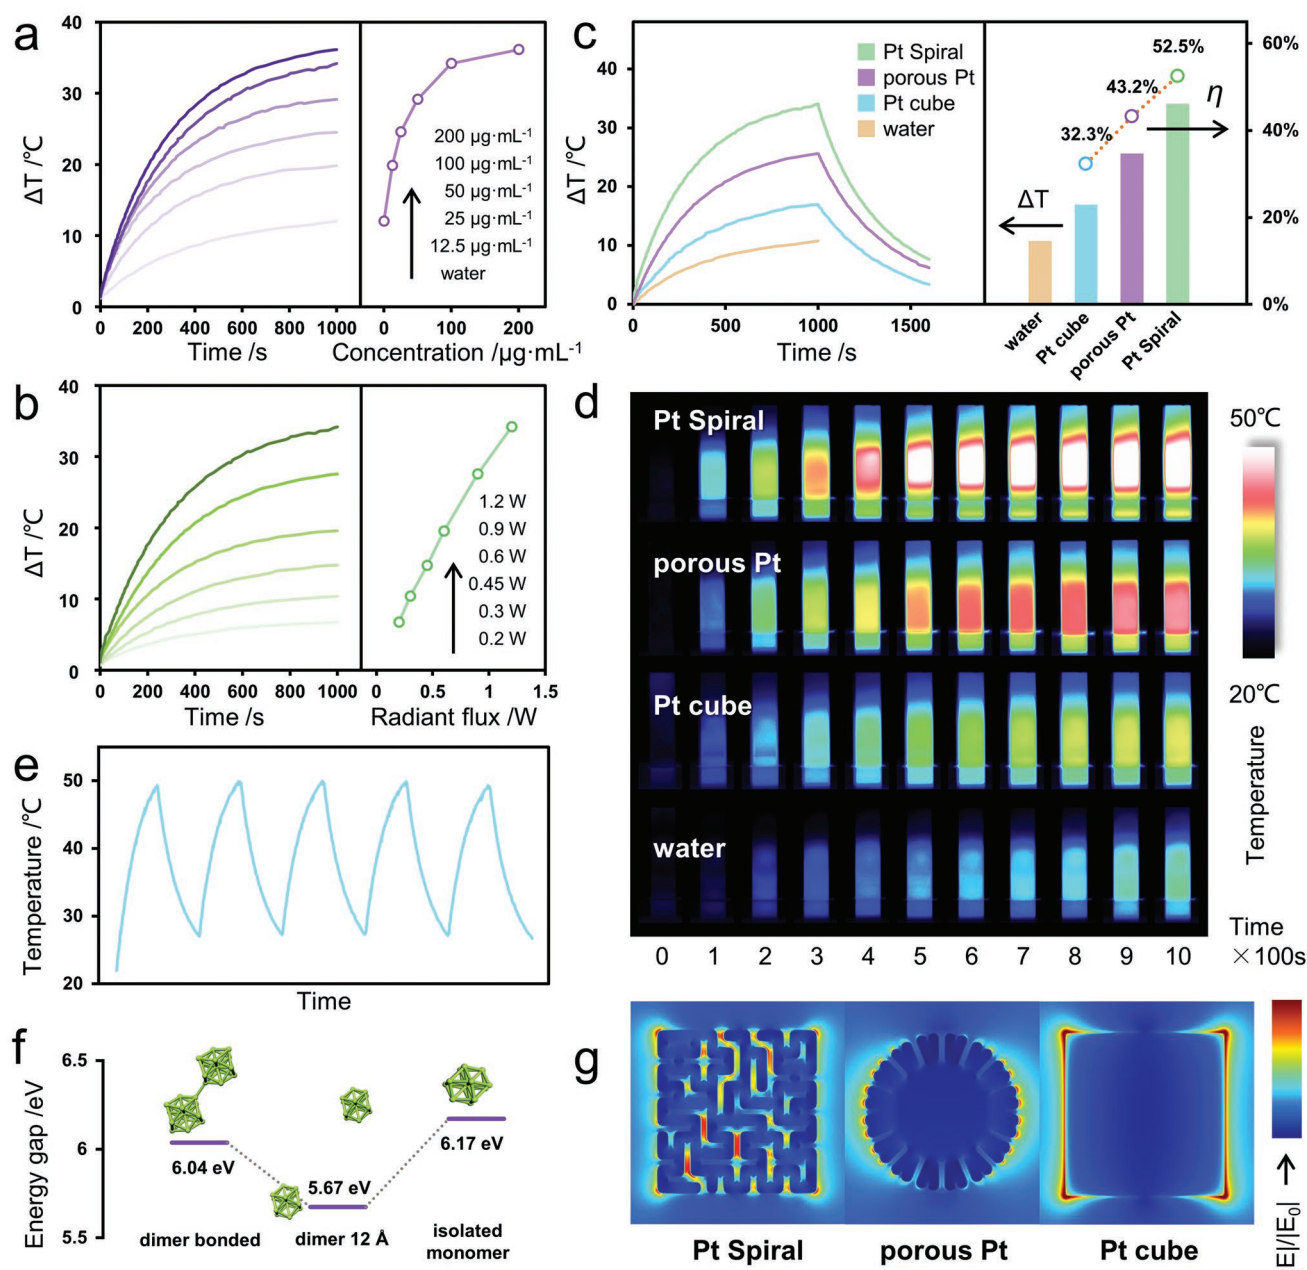 a
40
30
20
10
0
ΔT /℃
0 200 400 600 800 1000
Time /s
200 μg·mL⁻¹
100 μg·mL⁻¹
50 μg·mL⁻¹
25 μg·mL⁻¹
12.5 μg·mL⁻¹
water
0 100 200
Concentration /μg·mL⁻¹
b
40
30
20
10
0
ΔT /℃
0 200 400 600 800 1000
Time /s
1.2 W
0.9 W
0.6 W
0.45 W
0.3 W
0.2 W
0 0.5 1 1.5
Radiant flux /W
c
40
30
20
10
0
ΔT /℃
Pt Spiral
porous Pt
Pt cube
water
0 500 1000 1500
Time /s
52.5%
43.2%
32.3%
η
ΔT
60%
40%
20%
0%
water
Pt cube
porous Pt
Pt Spiral
d
Pt Spiral
porous Pt
Pt cube
water
0 1 2 3 4 5 6 7 8 9 10
Time
×100s
50℃
20℃
Temperature
e
50
40
30
20
Temperature /℃
Time
f
6.5
6
5.5
Energy gap /eV
6.04 eV
5.67 eV
6.17 eV
dimer bonded
dimer 12 Å
isolated
monomer
g
Pt Spiral
porous Pt
Pt cube
E|/|E₀|